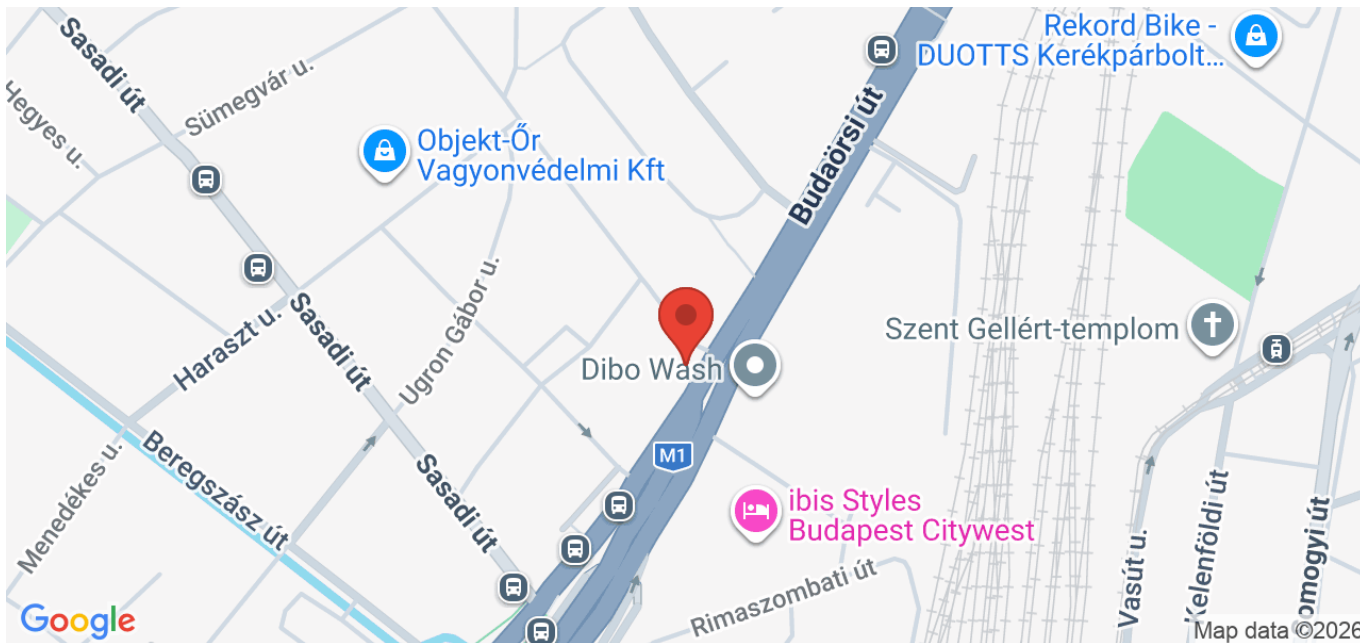 Rekord Bike -
DUOTTS Kerékpárbolt...
Sasadi út
Sümegvár u.
Hegyes u.
Objekt-Őr
Vagyonvédelmi Kft
Budaörsi út
Ugron Gábor u.
Haraszt u.
Sasadi út
Dibo Wash
Szent Gellért-templom
Menedékes u.
Beregszász út
Sasadi út
M1
ibis Styles
Budapest Citywest
Rimaszombati út
Vasút u.
Kelenföldi út
omogyi út
Google
Map data ©2026